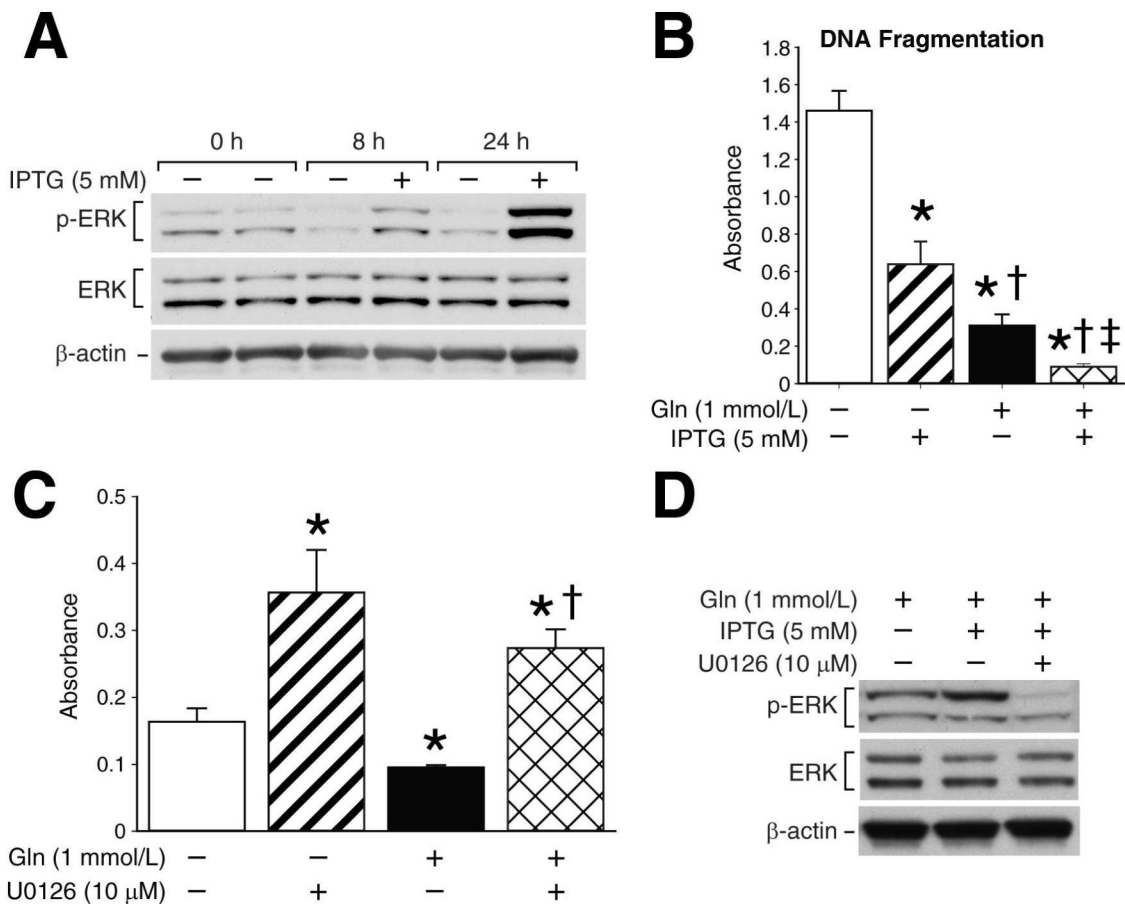 A
0 h 8 h 24 h
IPTG (5 mM) − − − + − +
p-ERK
ERK
β-actin
B
DNA Fragmentation
Absorbance
1.8
1.6
1.4
1.2
1.0
0.8
0.6
0.4
0.2
0
*
* †
* † ‡
Gln (1 mmol/L) − − + +
IPTG (5 mM) − + − +
C
Absorbance
0.5
0.4
0.3
0.2
0.1
0
*
*
* †
Gln (1 mmol/L) − − + +
U0126 (10 μM) − + − +
D
Gln (1 mmol/L) + + +
IPTG (5 mM) − + +
U0126 (10 μM) − − +
p-ERK
ERK
β-actin